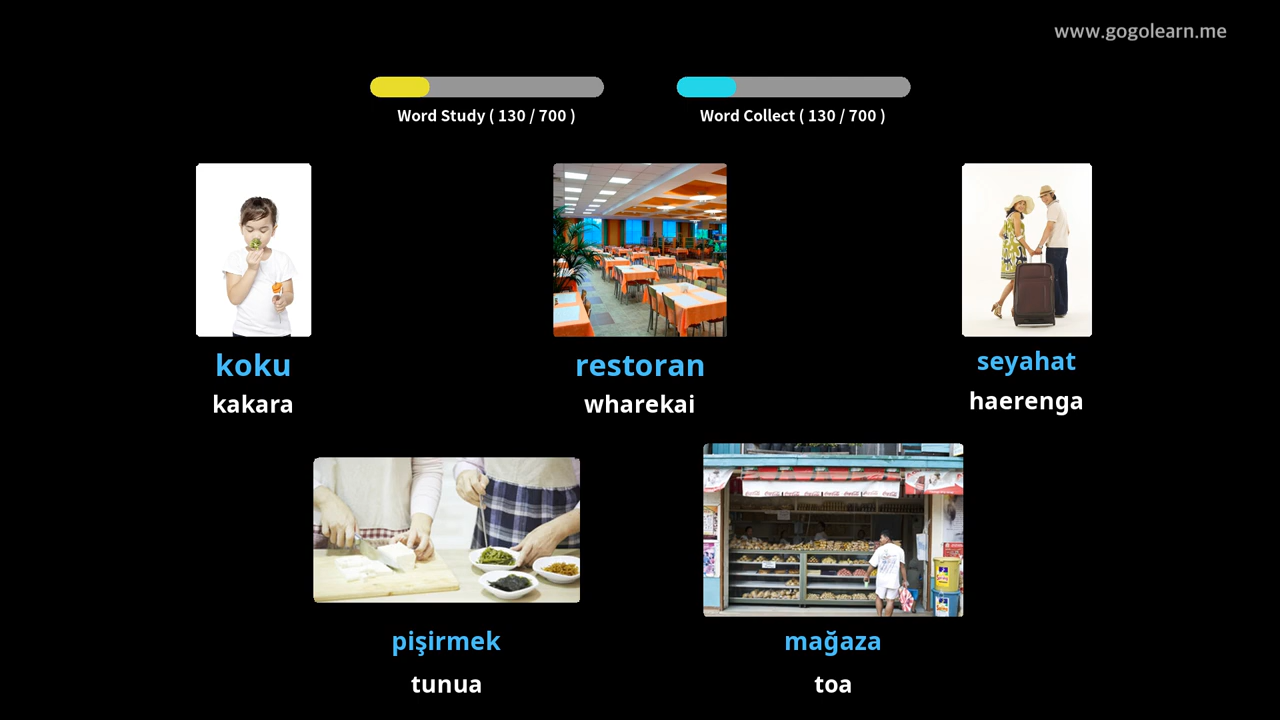 www.gogolearn.me
Word Study ( 130 / 700 )
Word Collect ( 130 / 700 )
koku
kakara
restoran
wharekai
seyahat
haerenga
pişirmek
tunua
mağaza
toa